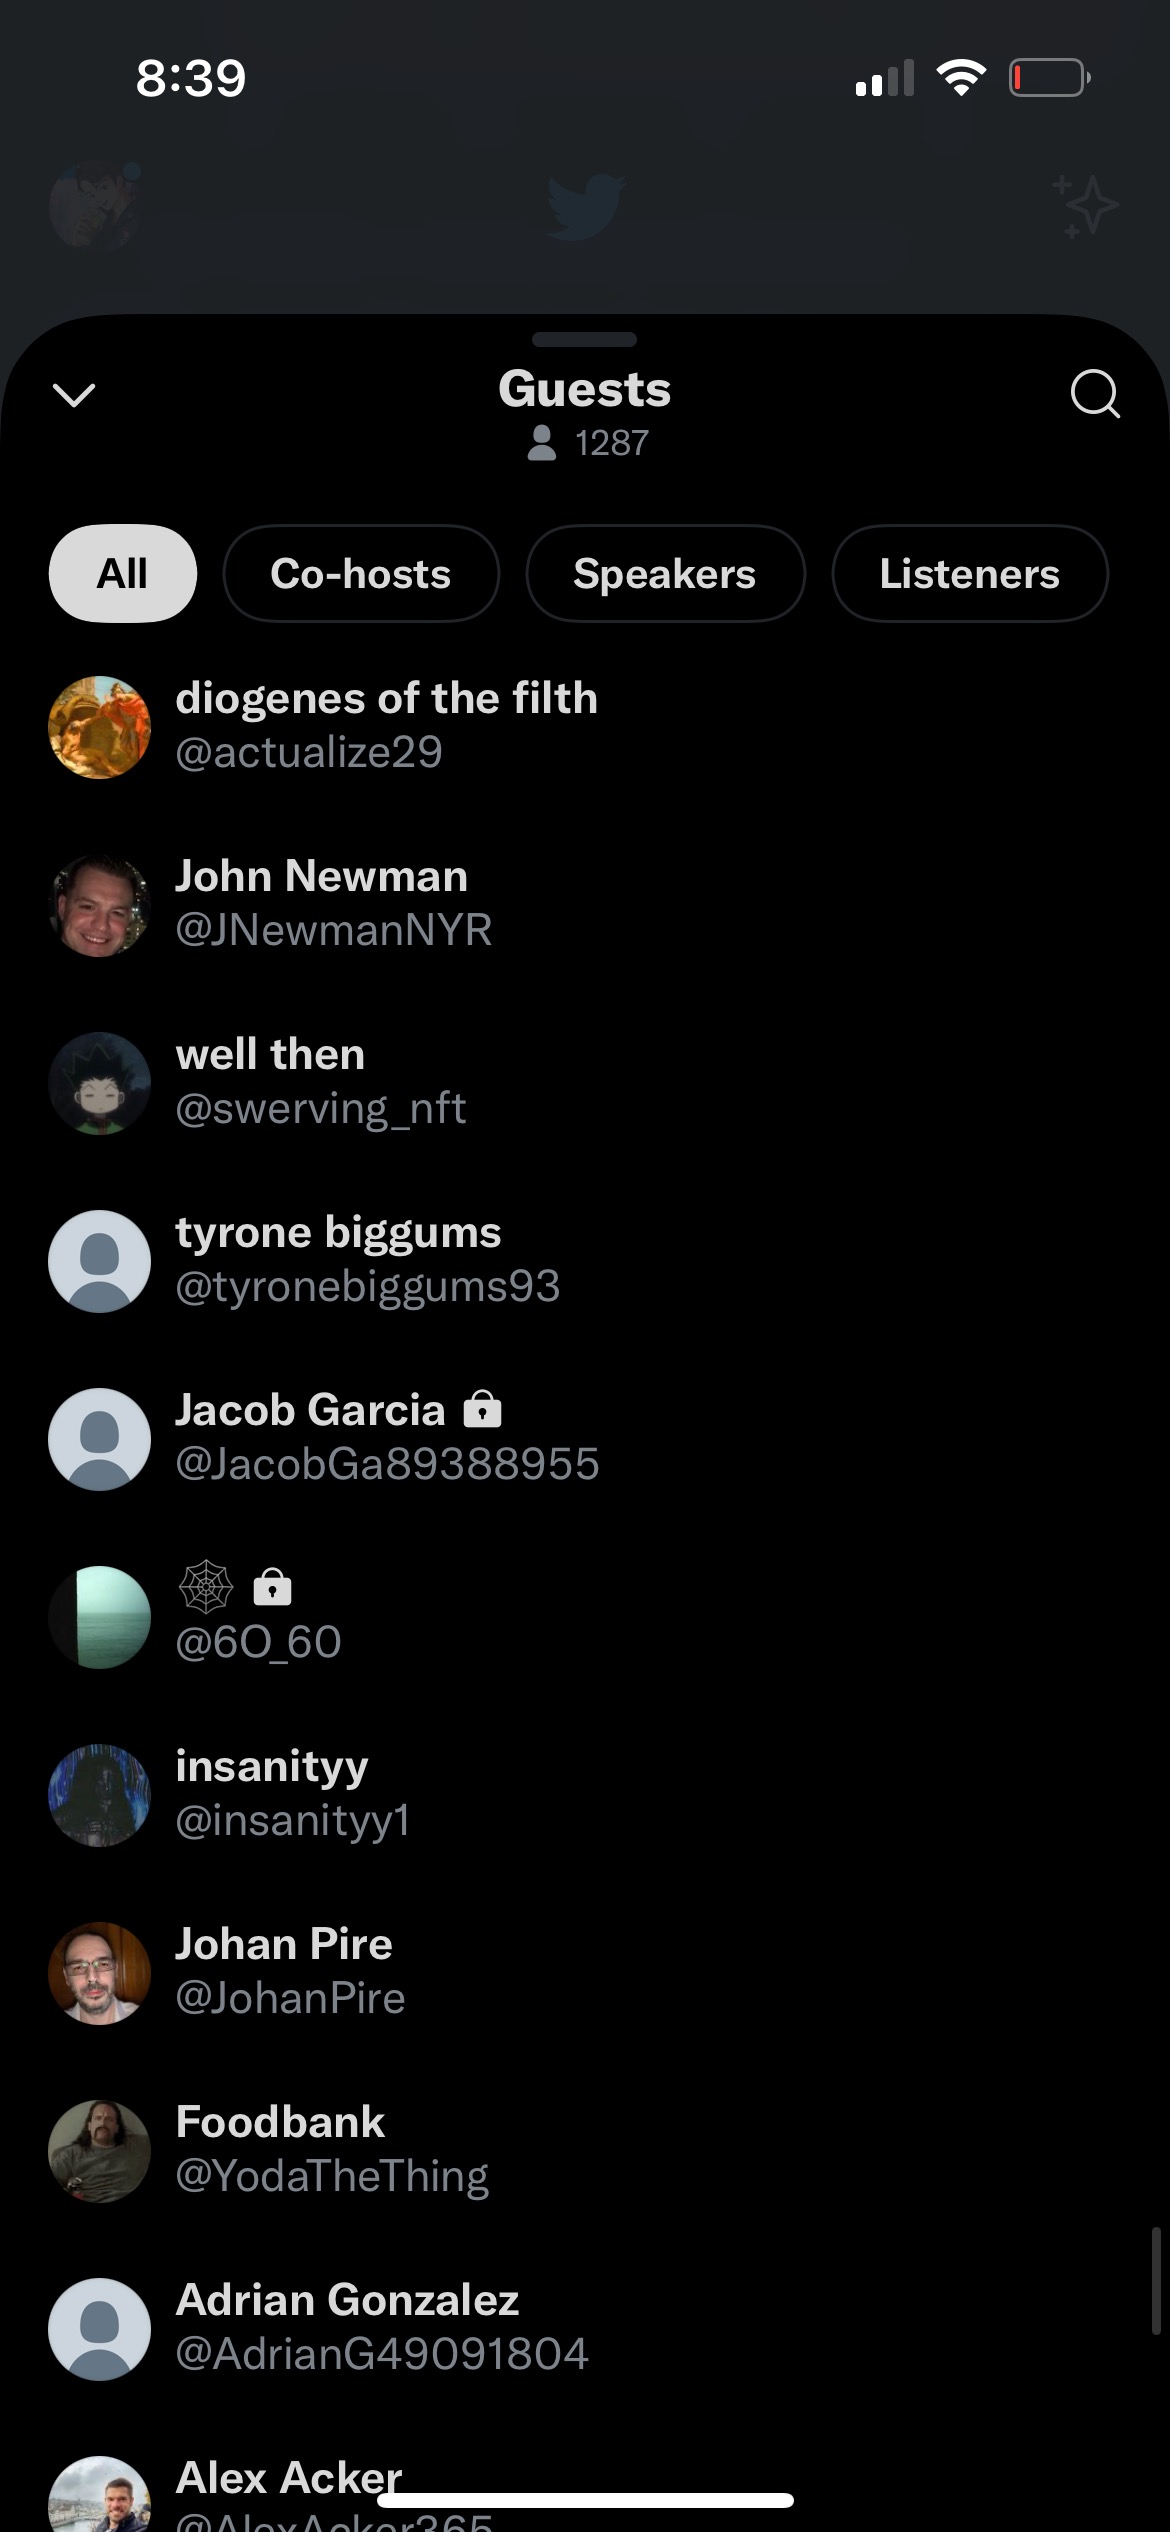 8:39
Guests
1287
All
Co-hosts
Speakers
Listeners
diogenes of the filth
@actualize29
John Newman
@JNewmanNYR
well then
@swerving_nft
tyrone biggums
@tyronebiggums93
Jacob Garcia
@JacobGa89388955
@6O_60
insanityy
@insanityy1
Johan Pire
@JohanPire
Foodbank
@YodaTheThing
Adrian Gonzalez
@AdrianG49091804
Alex Acker
@AlexAcker365